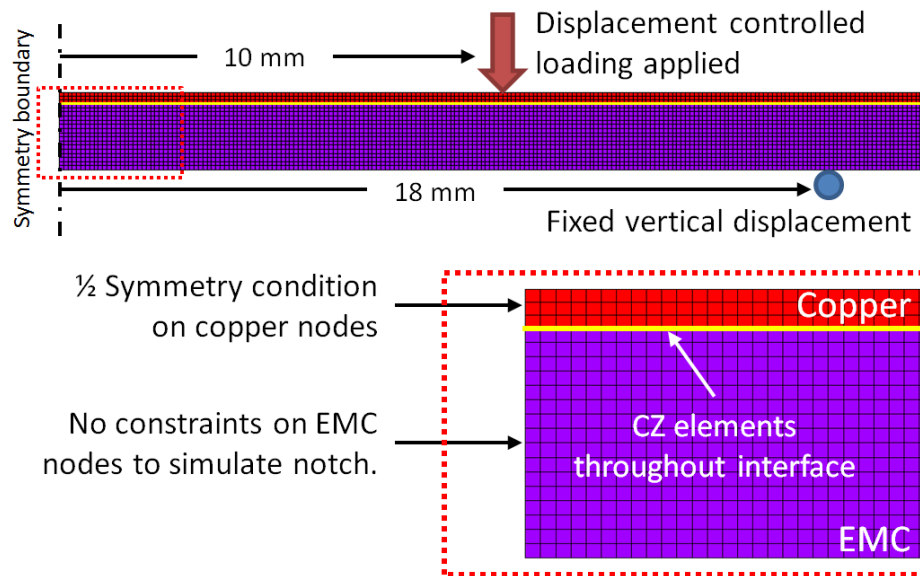 Symmetry boundary
10 mm
Displacement controlled
loading applied
18 mm
Fixed vertical displacement
½ Symmetry condition
on copper nodes
Copper
No constraints on EMC
nodes to simulate notch.
CZ elements
throughout interface
EMC